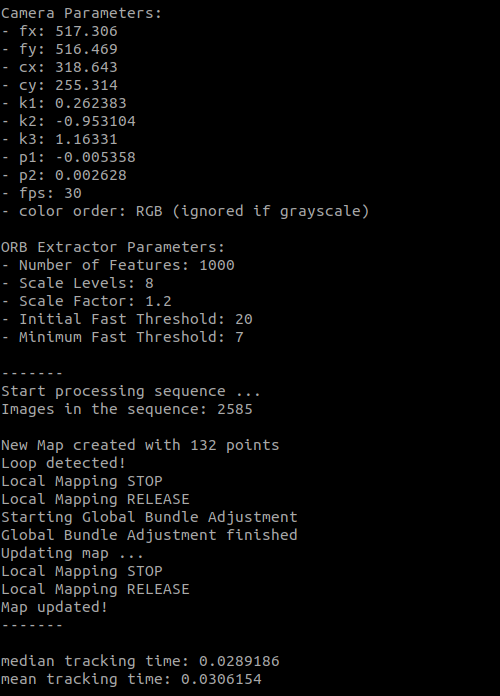 Camera Parameters:
- fx: 517.306
- fy: 516.469
- cx: 318.643
- cy: 255.314
- k1: 0.262383
- k2: -0.953104
- k3: 1.16331
- p1: -0.005358
- p2: 0.002628
- fps: 30
- color order: RGB (ignored if grayscale)
ORB Extractor Parameters:
- Number of Features: 1000
- Scale Levels: 8
- Scale Factor: 1.2
- Initial Fast Threshold: 20
- Minimum Fast Threshold: 7
-------
Start processing sequence ...
Images in the sequence: 2585
New Map created with 132 points
Loop detected!
Local Mapping STOP
Local Mapping RELEASE
Starting Global Bundle Adjustment
Global Bundle Adjustment finished
Updating map ...
Local Mapping STOP
Local Mapping RELEASE
Map updated!
-------
median tracking time: 0.0289186
mean tracking time: 0.0306154